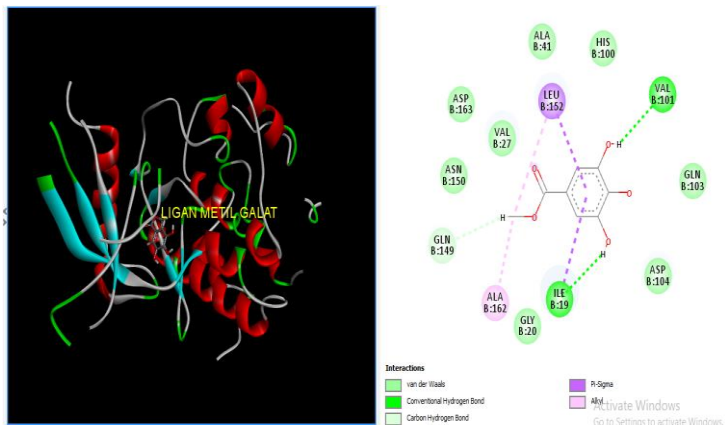 LIGAN METIL GALAT
ALA
B:41
HIS
B:100
VAL
B:101
LEU
B:152
ASP
B:163
VAL
B:27
ASN
B:150
GLN
B:103
GLN
B:149
ASP
B:104
ALA
B:162
ILE
B:19
GLY
B:20
O
H
O
O
H
O
O
H
Interactions
van der Waals
Conventional Hydrogen Bond
Carbon Hydrogen Bond
Pi-Sigma
Alkyl
Activate Windows
Go to Settings to activate Windows.